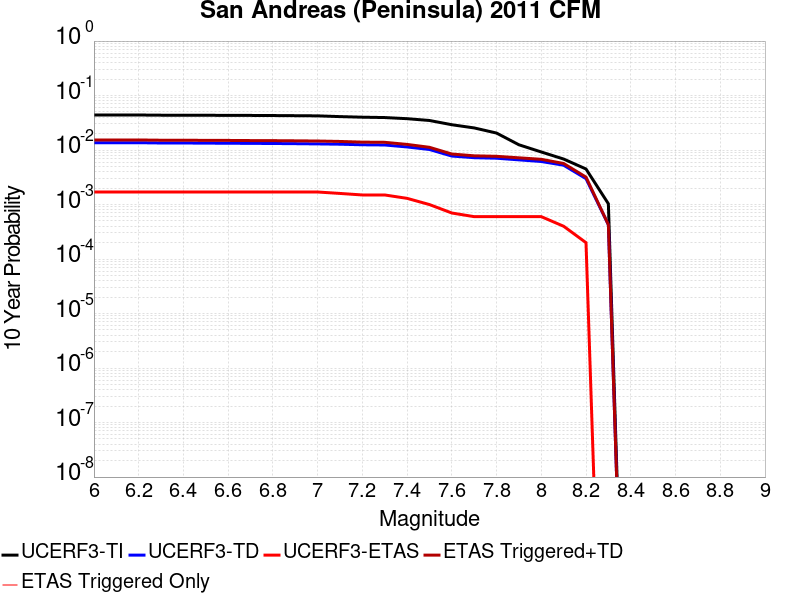 San Andreas (Peninsula) 2011 CFM
10^0
10^-1
10^-2
10^-3
10^-4
10^-5
10^-6
10^-7
10^-8
10 Year Probability
6 6.2 6.4 6.6 6.8 7 7.2 7.4 7.6 7.8 8 8.2 8.4 8.6 8.8 9
Magnitude
UCERF3-TI UCERF3-TD UCERF3-ETAS ETAS Triggered+TD
ETAS Triggered Only